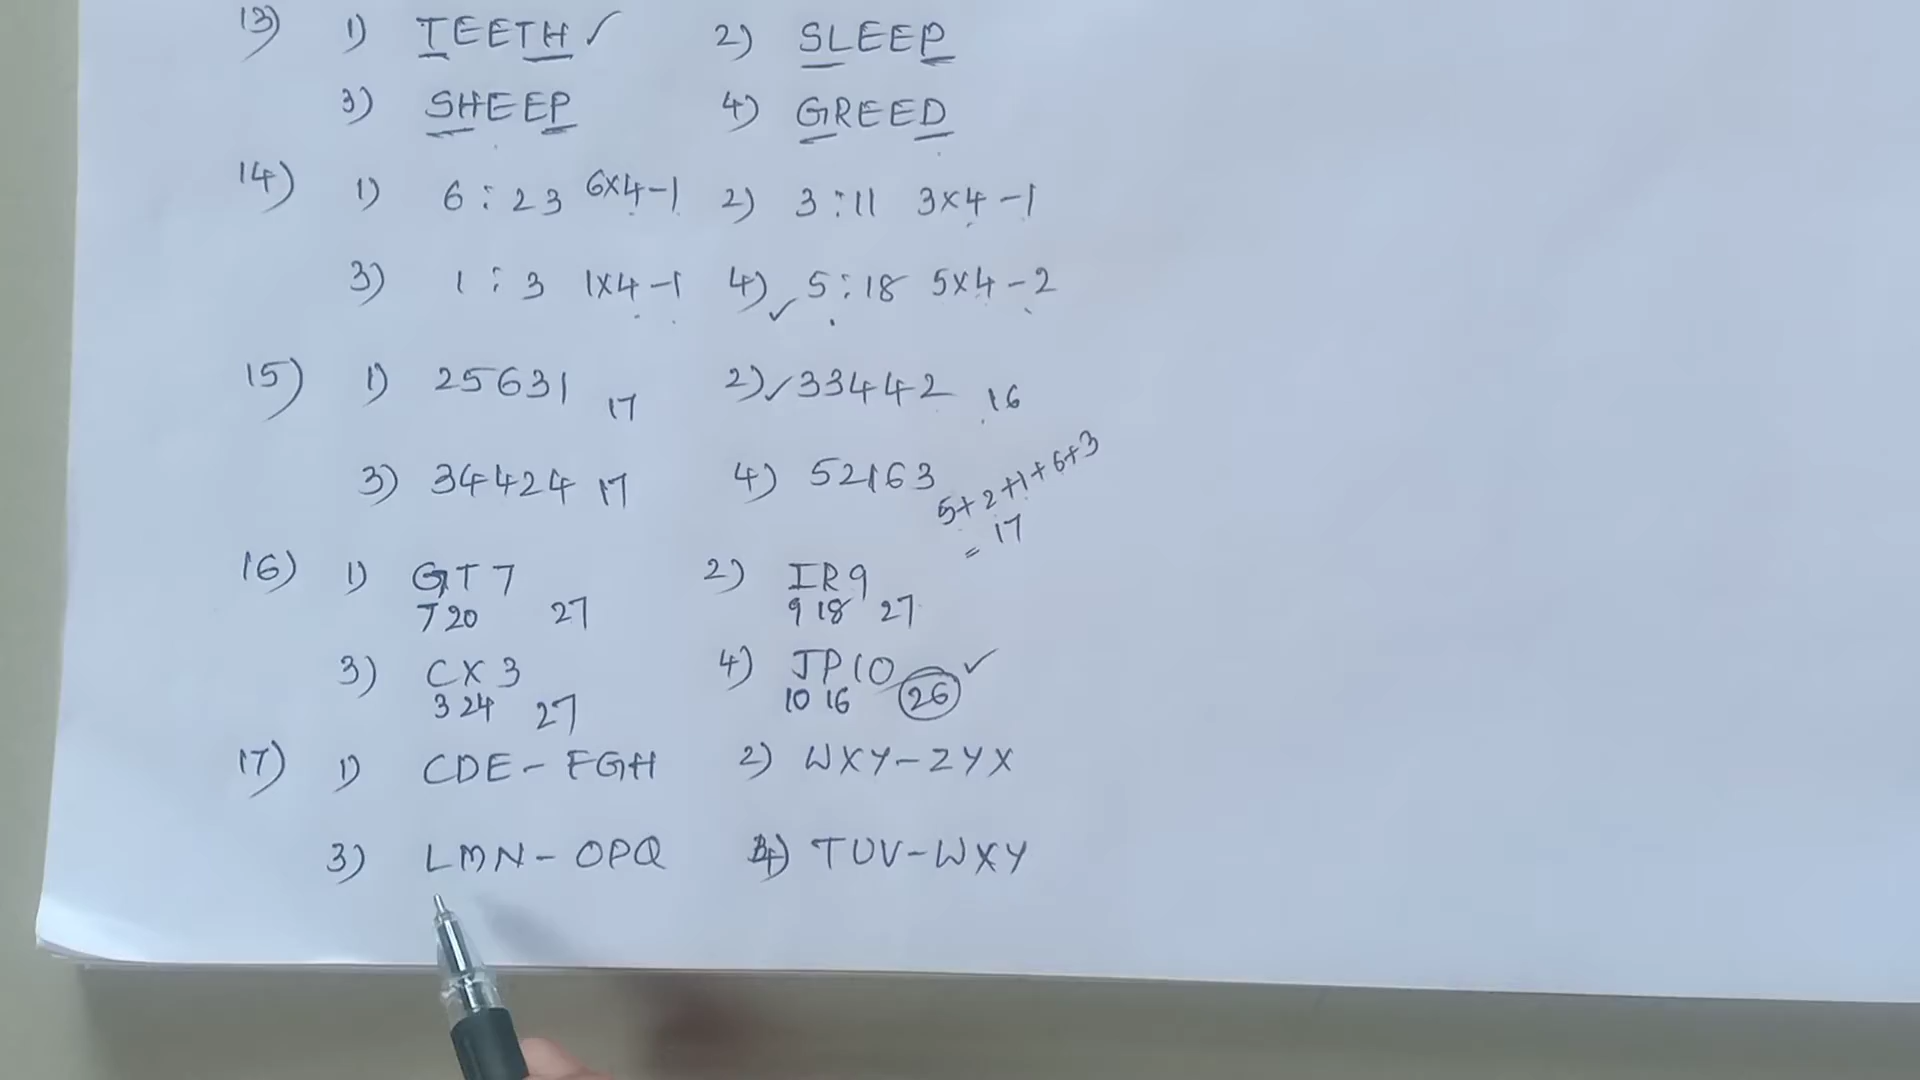 13) 1) TEETH ✓ 2) SLEEP
3) SHEEP 4) GREED
14) 1) 6 : 23 6×4-1 2) 3 : 11 3×4-1
3) 1 : 3 1×4-1 4) ✓ 5 : 18 5×4-2
15) 1) 25631 17 2) ✓ 33442 16
3) 34424 17 4) 52163 5+2+1+6+3
= 17
16) 1) GT7 2) IR9
7 20 27 9 18 27
3) CX3 4) JP10 ✓
3 24 27 10 16 26
17) 1) CDE-FGH 2) WXY-ZYX
3) LMN-OPQ 4) TUV-WXY